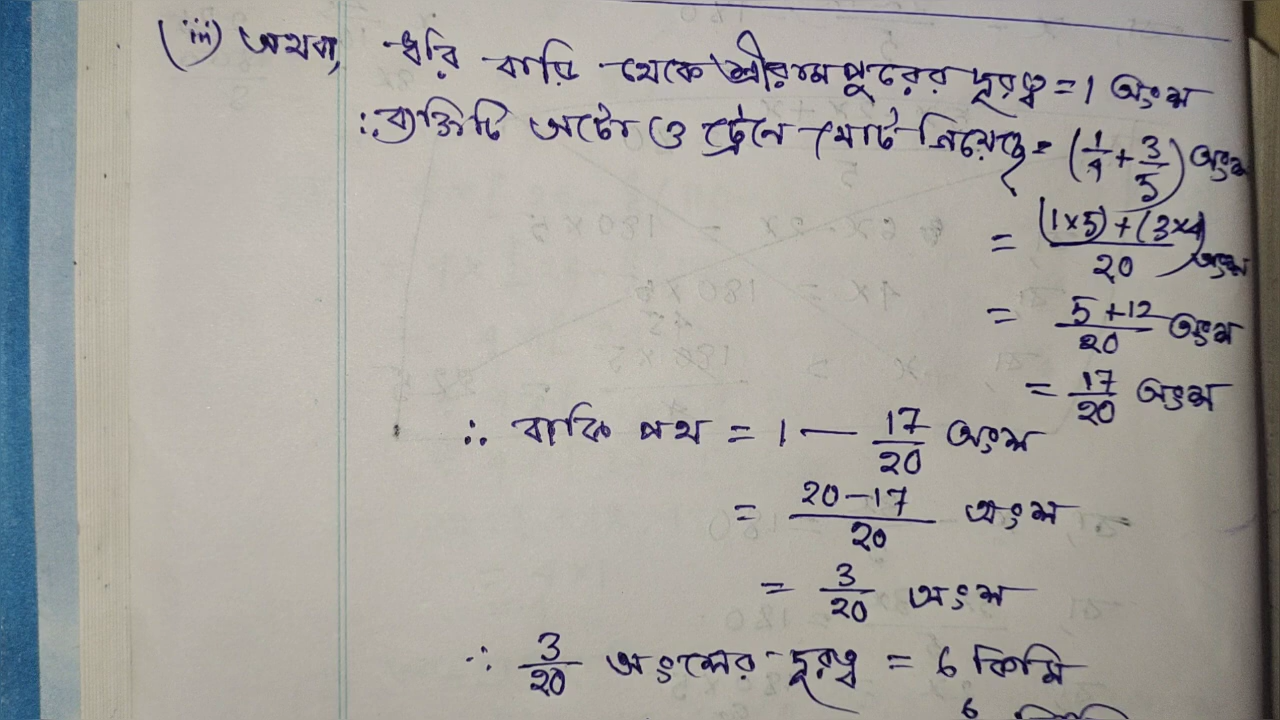 (iii) অথবা, ধরি বারি থেকে শ্রীরামপুরের দূরত্ব = 1 অংশ
∴ ব্যক্তিটি অটো ও ট্রেনে মোট গিয়েছে = (1/4 + 3/5) অংশ
= (1×5) + (3×4) / 20 অংশ
= 5 + 12 / 20 অংশ
= 17/20 অংশ
∴ বাকি পথ = 1 — 17/20 অংশ
= 20 – 17 / 20 অংশ
= 3/20 অংশ
∴ 3/20 অংশের দূরত্ব = 6 কিমি
6